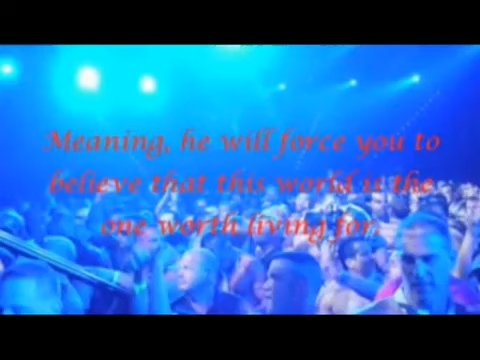 Meaning, he will force you to
believe that this world is the
one worth living for.